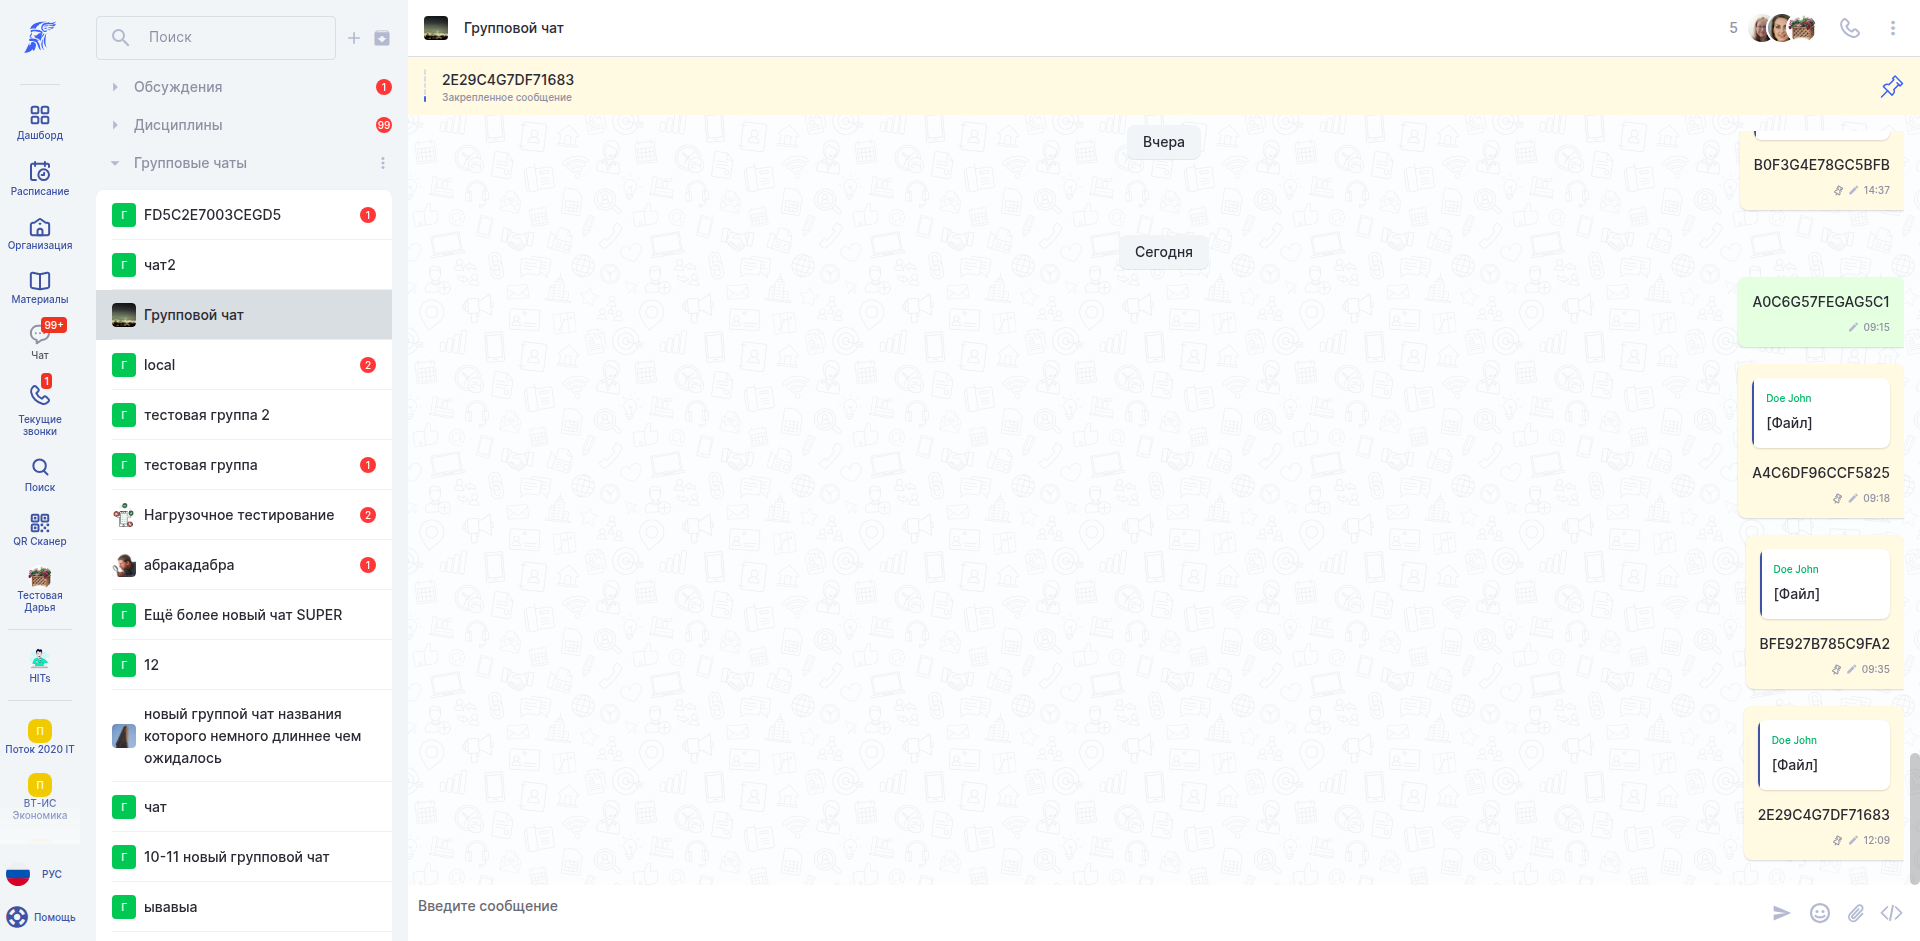 Дашборд
Расписание
Организация
Материалы
99+
Чат
1
Текущие
звонки
Поиск
QR Сканер
Тестовая
Дарья
HITs
П
Поток 2020 IT
П
ВТ-ИС
Экономика
РУС
Помощь
Поиск
Обсуждения
1
Дисциплины
99
Групповые чаты
Г
FD5C2E7003CEGD5
1
Г
чат2
Групповой чат
Г
local
2
Г
тестовая группа 2
Г
тестовая группа
1
Нагрузочное тестирование
2
абракадабра
1
Г
Ещё более новый чат SUPER
Г
12
новый группой чат названия
которого немного длиннее чем
ожидалось
Г
чат
Г
10-11 новый групповой чат
Г
ывавыа
Групповой чат
5
2E29C4G7DF71683
Закрепленное сообщение
Вчера
B0F3G4E78GC5BFB
14:37
Сегодня
A0C6G57FEGAG5C1
09:15
Doe John
[Файл]
A4C6DF96CCF5825
09:18
Doe John
[Файл]
BFE927B785C9FA2
09:35
Doe John
[Файл]
2E29C4G7DF71683
12:09
Введите сообщение